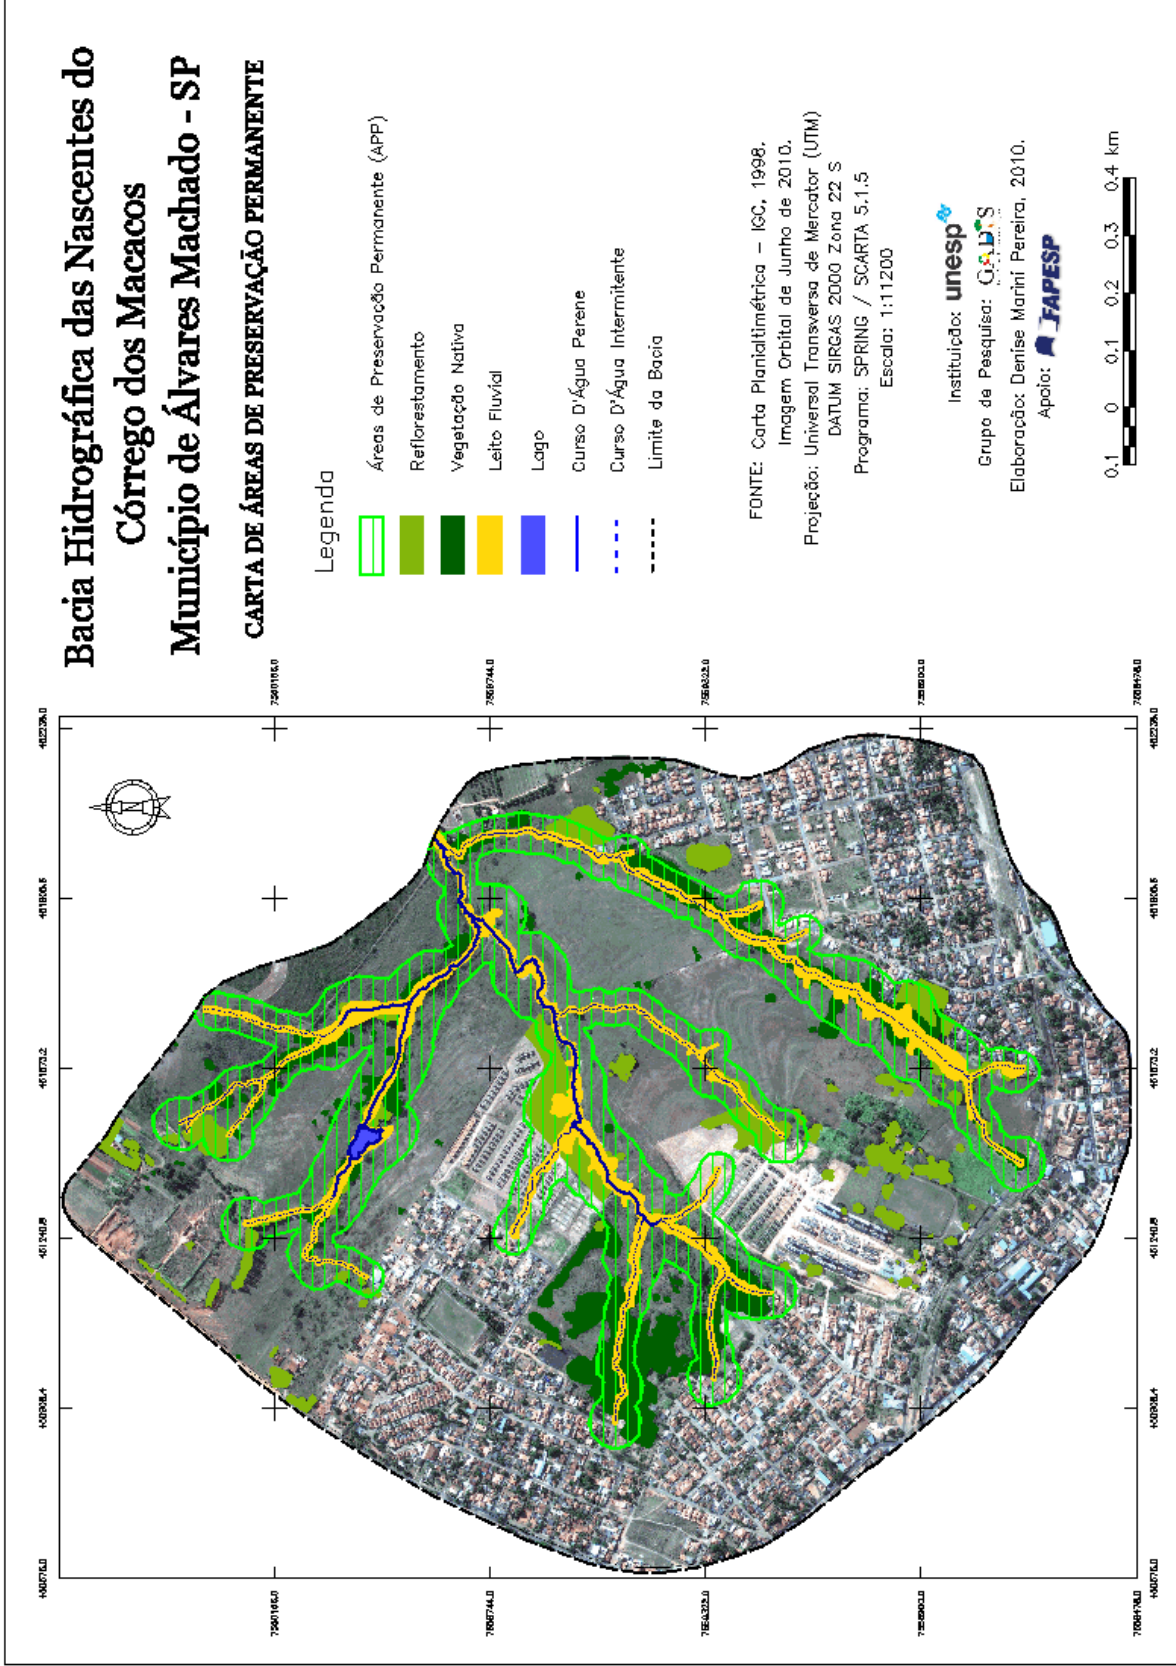 Bacia Hidrográfica das Nascentes do
Córrego dos Macacos
Município de Álvares Machado - SP
CARTA DE ÁREAS DE PRESERVAÇÃO PERMANENTE
Legenda
Áreas de Preservação Permanente (APP)
Reflorestamento
Vegetação Nativa
Leito Fluvial
Lago
Curso D'Água Perene
Curso D'Água Intermitente
Limite da Bacia
FONTE: Carta Planialtimétrica – IGC, 1998.
Imagem Orbital de Junho de 2010.
Projeção: Universal Transversa de Mercator (UTM)
DATUM SIRGAS 2000 Zona 22 S
Programa: SPRING / SCARTA 5.1.5
Escala: 1:11200
Instituição: unesp
Grupo de Pesquisa: GADIS
Elaboração: Denise Marini Pereira, 2010.
Apoio: FAPESP
0.1 0 0.1 0.2 0.3 0.4 km
N